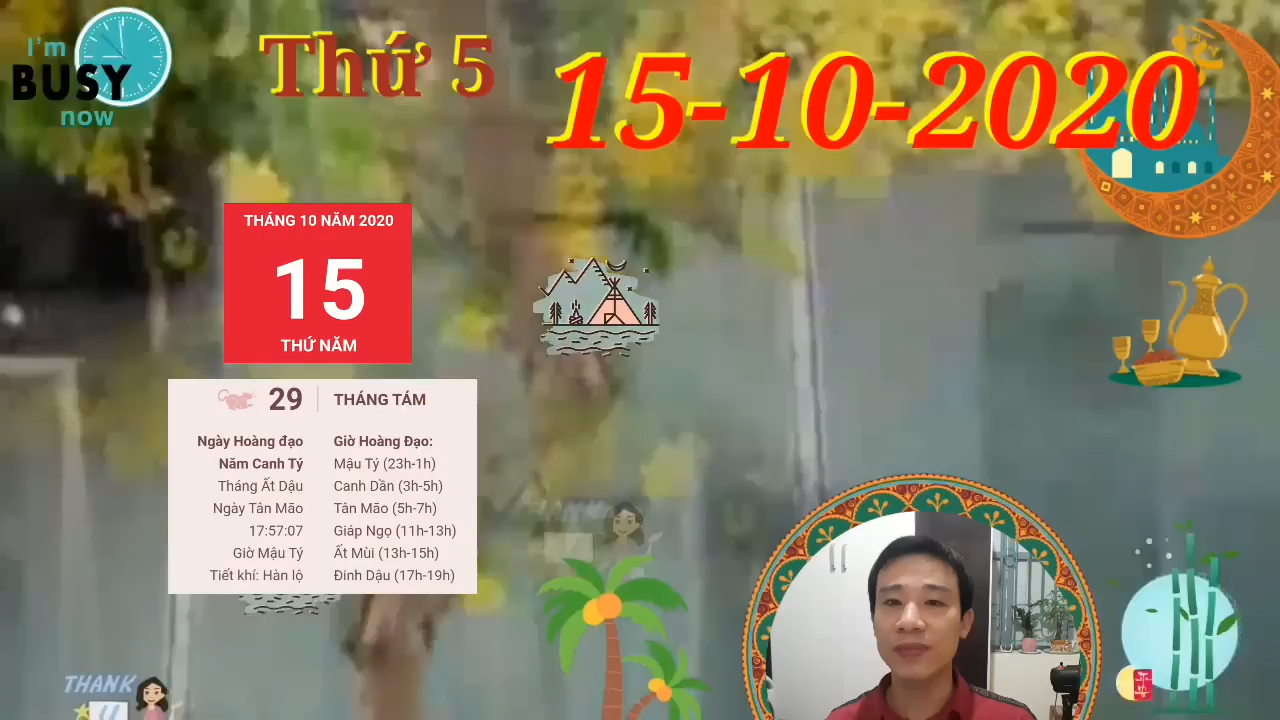 I'm
BUSY
now
Thứ 5
15-10-2020
THÁNG 10 NĂM 2020
15
THỨ NĂM
29
THÁNG TÁM
Ngày Hoàng đạo
Năm Canh Tý
Tháng Ất Dậu
Ngày Tân Mão
17:57:07
Giờ Mậu Tý
Tiết khí: Hàn lộ
Giờ Hoàng Đạo:
Mậu Tý (23h-1h)
Canh Dần (3h-5h)
Tân Mão (5h-7h)
Giáp Ngọ (11h-13h)
Ất Mùi (13h-15h)
Đinh Dậu (17h-19h)
THANK
U